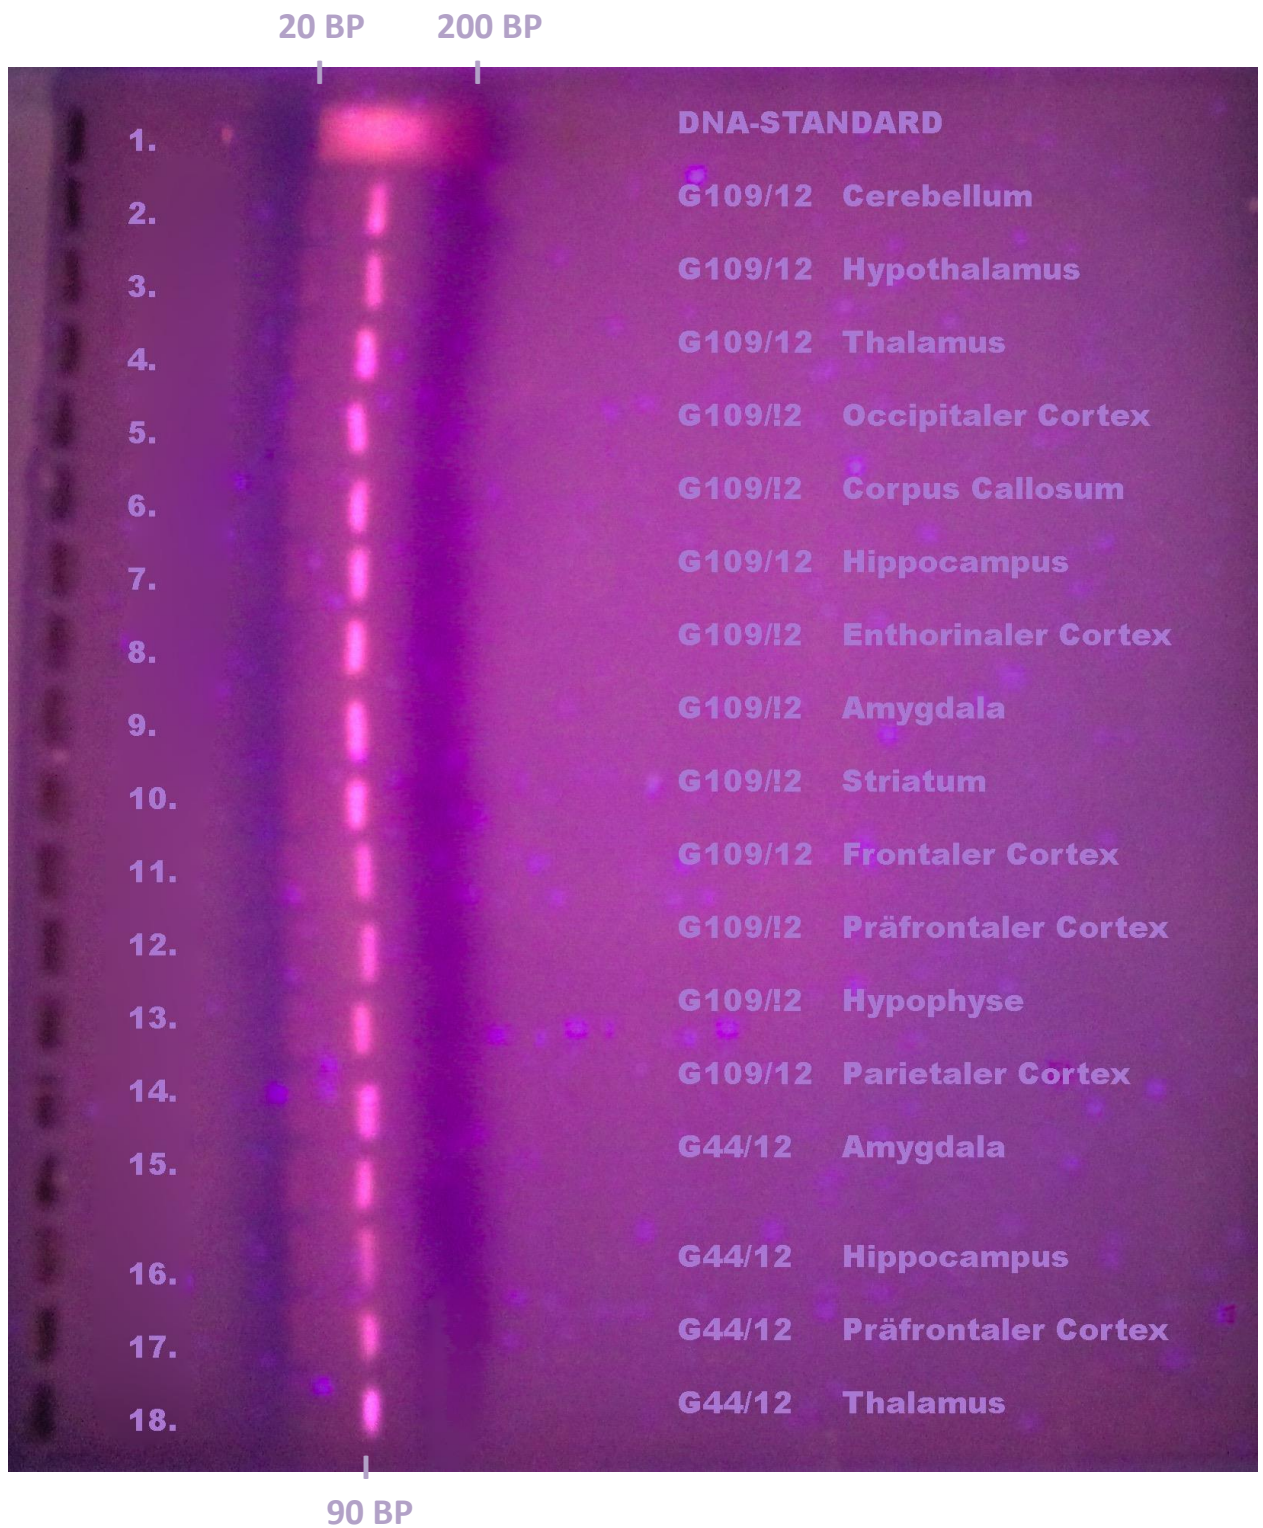 20 BP 200 BP
1. DNA-STANDARD
2. G109/12 Cerebellum
3. G109/12 Hypothalamus
4. G109/12 Thalamus
5. G109/!2 Occipitaler Cortex
6. G109/!2 Corpus Callosum
7. G109/12 Hippocampus
8. G109/!2 Enthorinaler Cortex
9. G109/!2 Amygdala
10. G109/!2 Striatum
11. G109/12 Frontaler Cortex
12. G109/!2 Präfrontaler Cortex
13. G109/!2 Hypophyse
14. G109/12 Parietaler Cortex
15. G44/12 Amygdala
16. G44/12 Hippocampus
17. G44/12 Präfrontaler Cortex
18. G44/12 Thalamus
90 BP